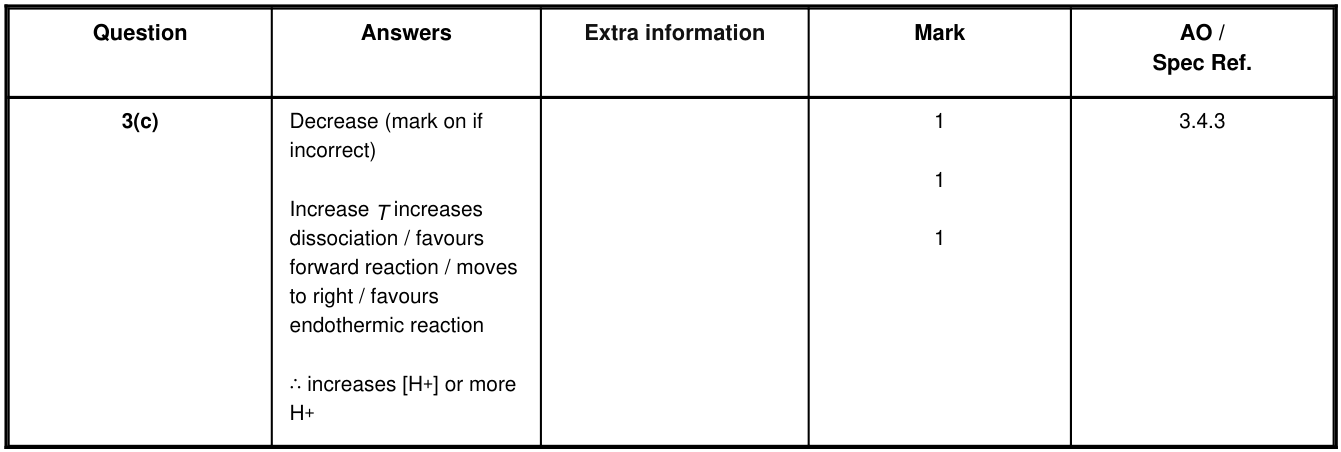 Question Answers Extra information Mark AO /
Spec Ref.
3(c) Decrease (mark on if 1 3.4.3
incorrect)
1
Increase T increases
dissociation / favours 1
forward reaction / moves
to right / favours
endothermic reaction
∴ increases [H+] or more
H+